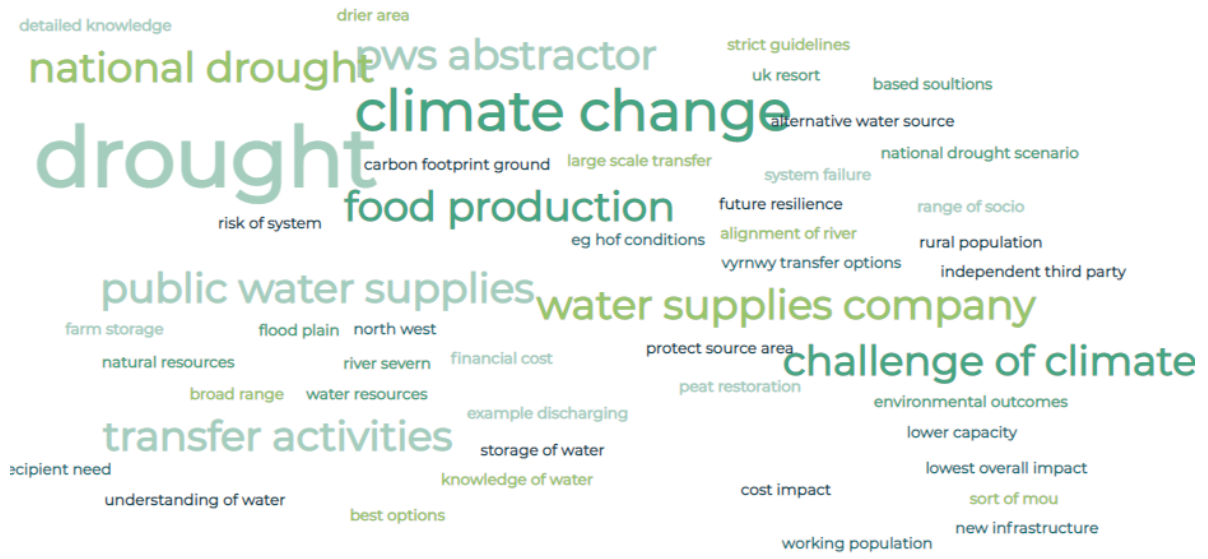 drier area
detailed knowledge
strict guidelines
pws abstractor
national drought
uk resort
based soultions
climate change
alternative water source
drought
national drought scenario
carbon footprint ground
large scale transfer
system failure
food production
future resilience
range of socio
risk of system
alignment of river
eg hof conditions
rural population
vyrnwy transfer options
independent third party
public water supplies
water supplies company
farm storage
flood plain
north west
protect source area
natural resources
river severn
financial cost
challenge of climate
peat restoration
broad range
water resources
environmental outcomes
example discharging
transfer activities
lower capacity
storage of water
ecipient need
lowest overall impact
knowledge of water
cost impact
understanding of water
sort of mou
best options
new infrastructure
working population